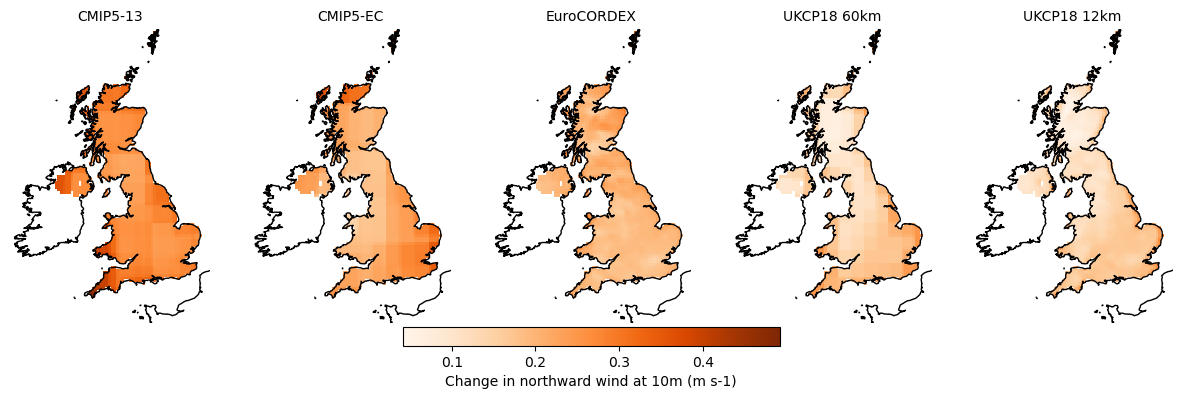 CMIP5-13 CMIP5-EC EuroCORDEX UKCP18 60km UKCP18 12km
0.1 0.2 0.3 0.4
Change in northward wind at 10m (m s-1)